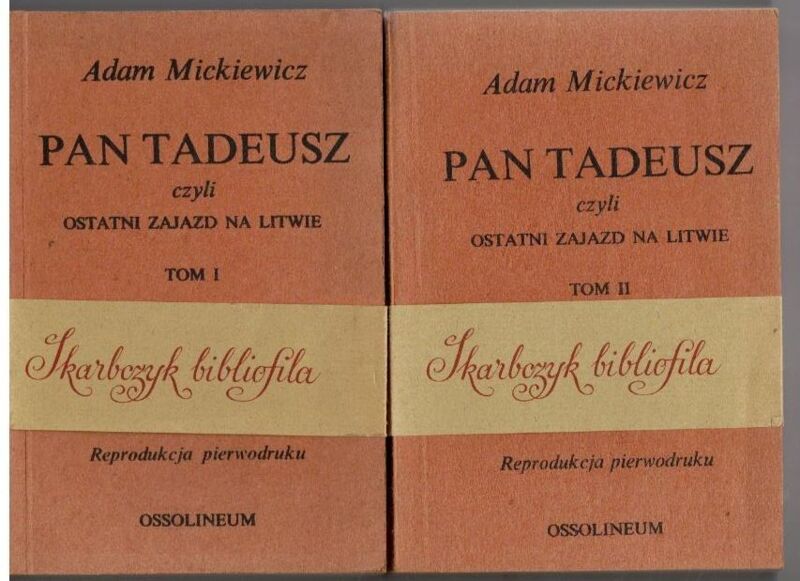 Adam Mickiewicz
PAN TADEUSZ
czyli
OSTATNI ZAJAZD NA LITWIE
TOM I
Skarbczyk bibliofila
Reprodukcja pierwodruku
OSSOLINEUM
Adam Mickiewicz
PAN TADEUSZ
czyli
OSTATNI ZAJAZD NA LITWIE
TOM II
Skarbczyk bibliofila
Reprodukcja pierwodruku
OSSOLINEUM